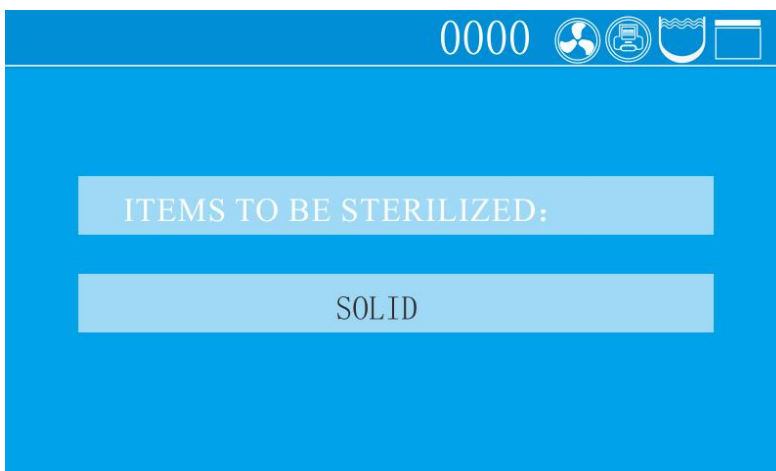 0000
ITEMS TO BE STERILIZED：
SOLID